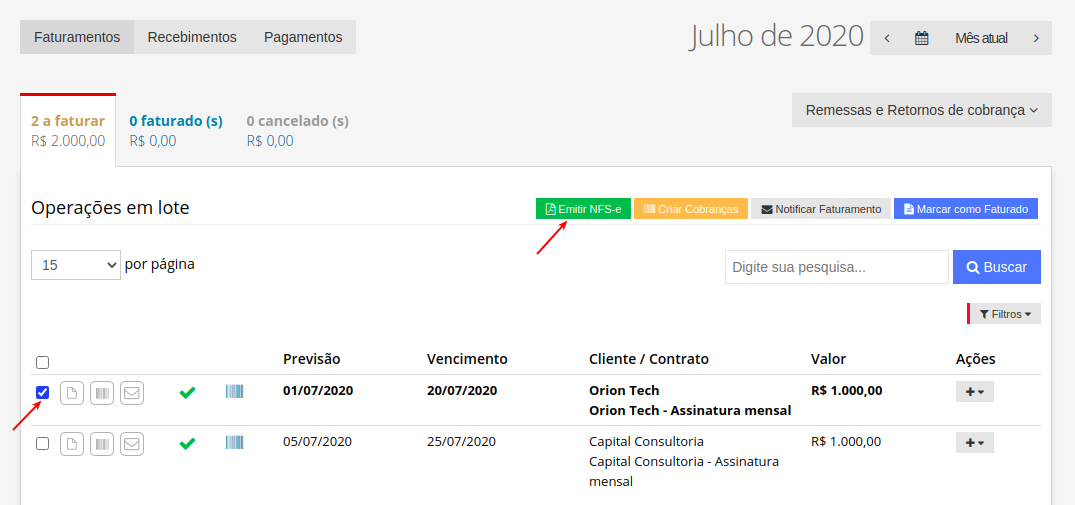 Faturamentos Recebimentos Pagamentos
Julho de 2020
Mês atual
2 a faturar 0 faturado (s) 0 cancelado (s)
R$ 2.000,00 R$ 0,00 R$ 0,00
Remessas e Retornos de cobrança
Operações em lote
Emitir NFS-e Criar Cobranças Notificar Faturamento Marcar como Faturado
15 por página
Digite sua pesquisa... Buscar
Filtros
Previsão Vencimento Cliente / Contrato Valor Ações
01/07/2020 20/07/2020 Orion Tech R$ 1.000,00
Orion Tech - Assinatura mensal
05/07/2020 25/07/2020 Capital Consultoria R$ 1.000,00
Capital Consultoria - Assinatura
mensal